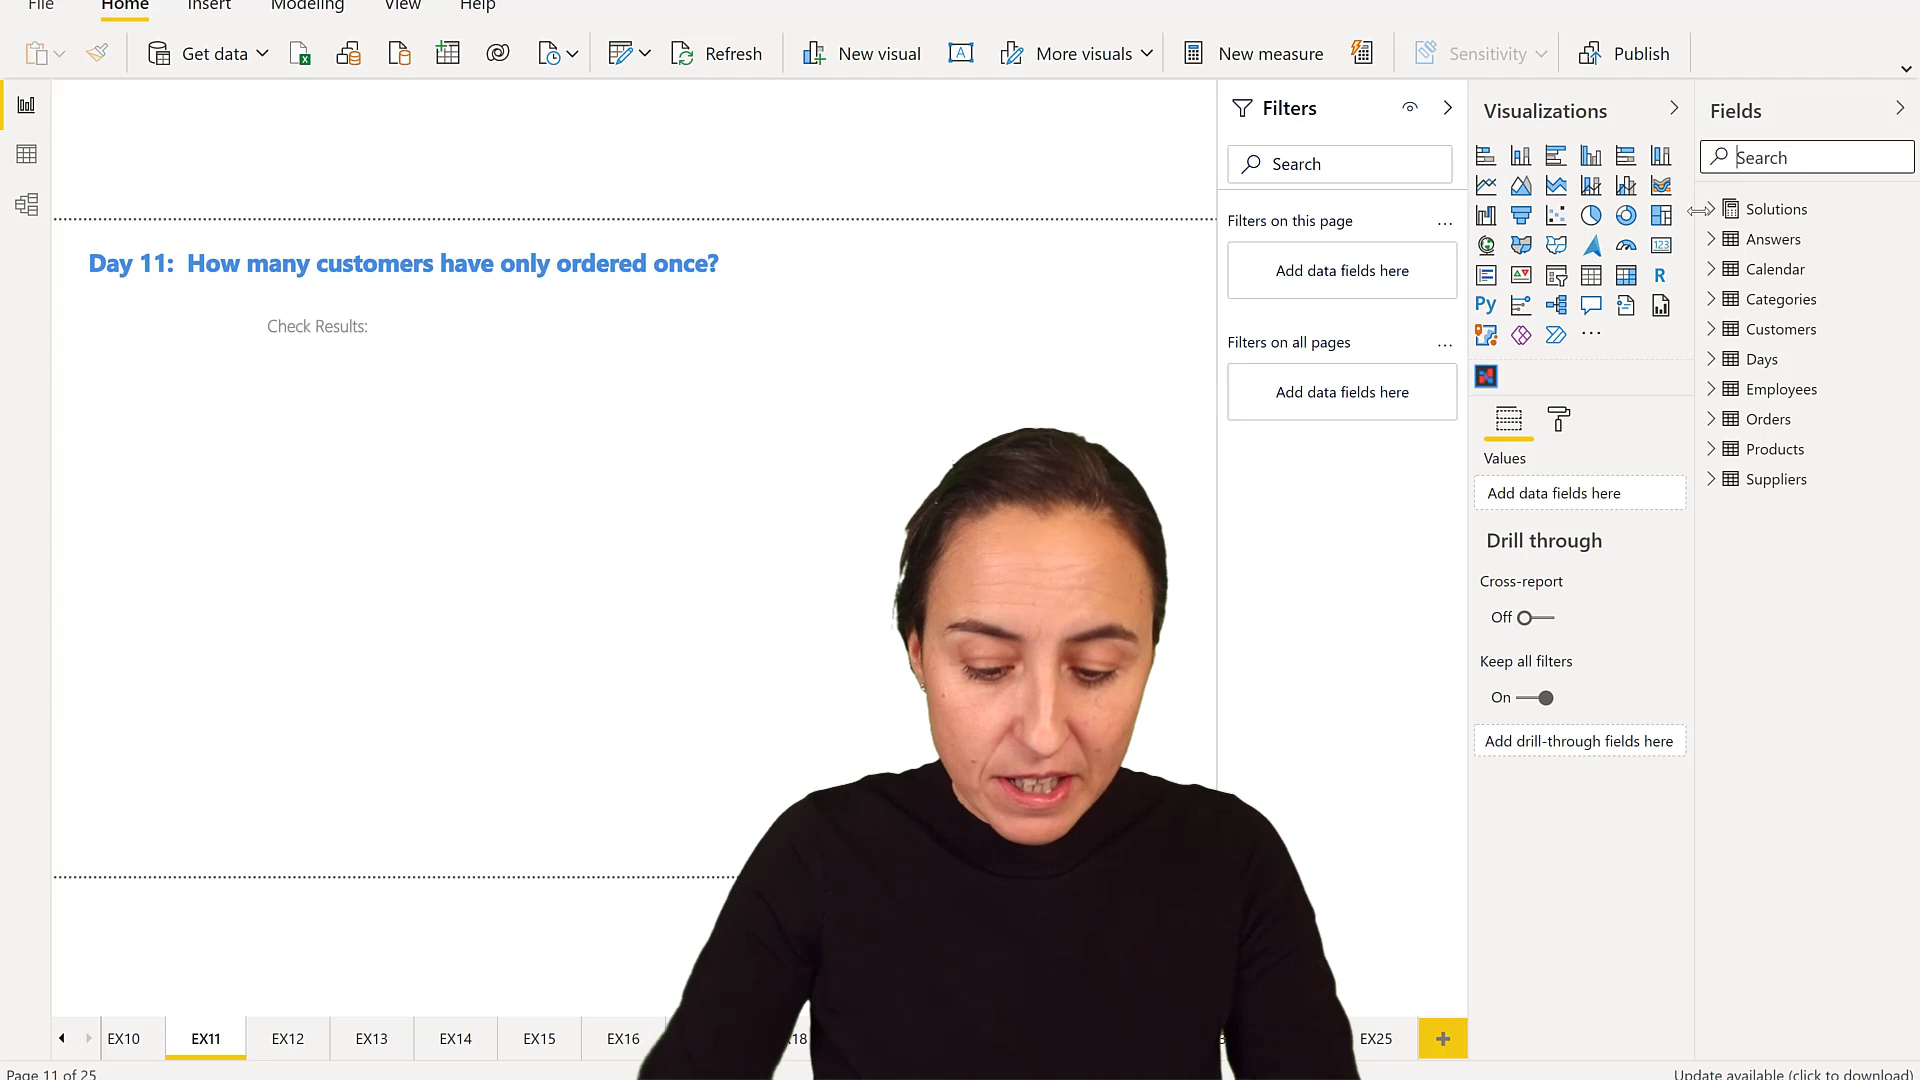 File Home Insert Modeling View Help
Get data Refresh New visual A More visuals New measure Sensitivity Publish
Filters
Search
Filters on this page ...
Add data fields here
Filters on all pages ...
Add data fields here
Visualizations
123
R
Py
...
Values
Add data fields here
Drill through
Cross-report
Off
Keep all filters
On
Add drill-through fields here
Fields
Search
Solutions
Answers
Calendar
Categories
Customers
Days
Employees
Orders
Products
Suppliers
Day 11: How many customers have only ordered once?
Check Results:
EX10 EX11 EX12 EX13 EX14 EX15 EX16 EX25 +
Page 11 of 25
Update available (click to download)